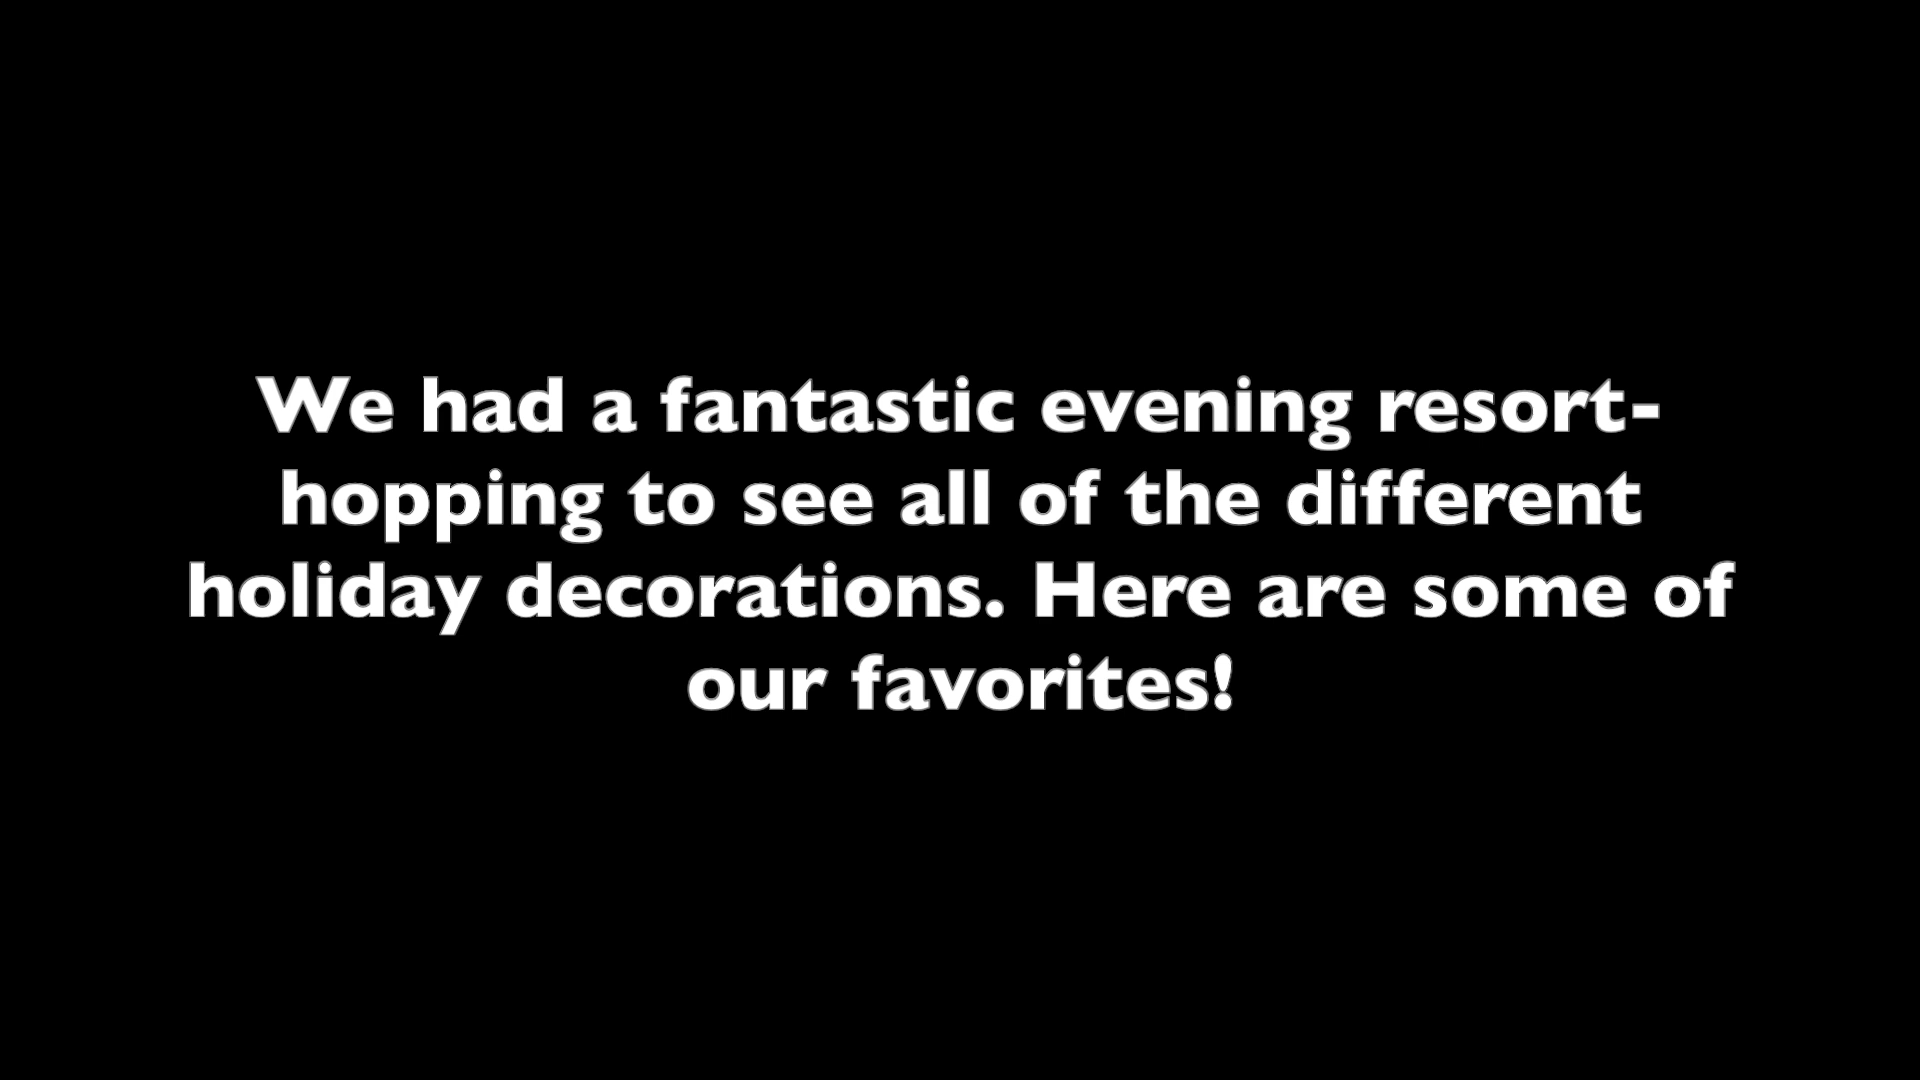 We had a fantastic evening resort-
hopping to see all of the different
holiday decorations. Here are some of
our favorites!